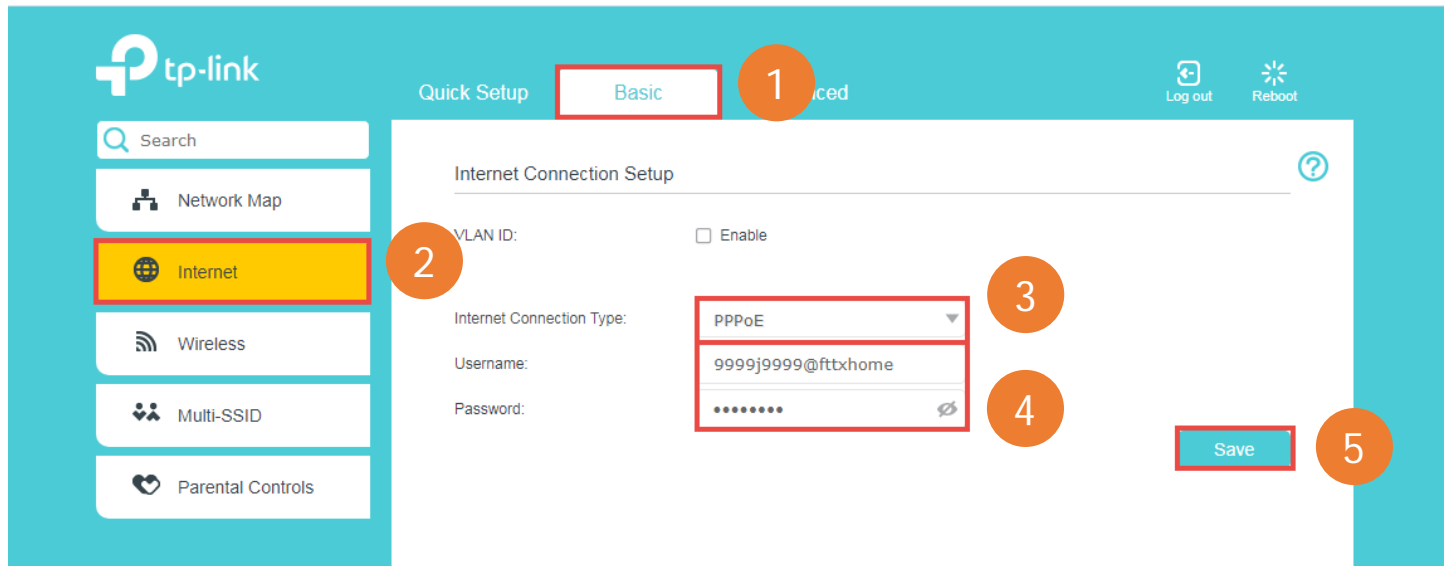 tp-link
Quick Setup
Basic
1
Log out
Reboot
Search
Network Map
Internet
2
Wireless
Multi-SSID
Parental Controls
Internet Connection Setup
?
VLAN ID:
Enable
Internet Connection Type:
PPPoE
3
Username:
9999j9999@fttxhome
Password:
••••••••
4
Save
5